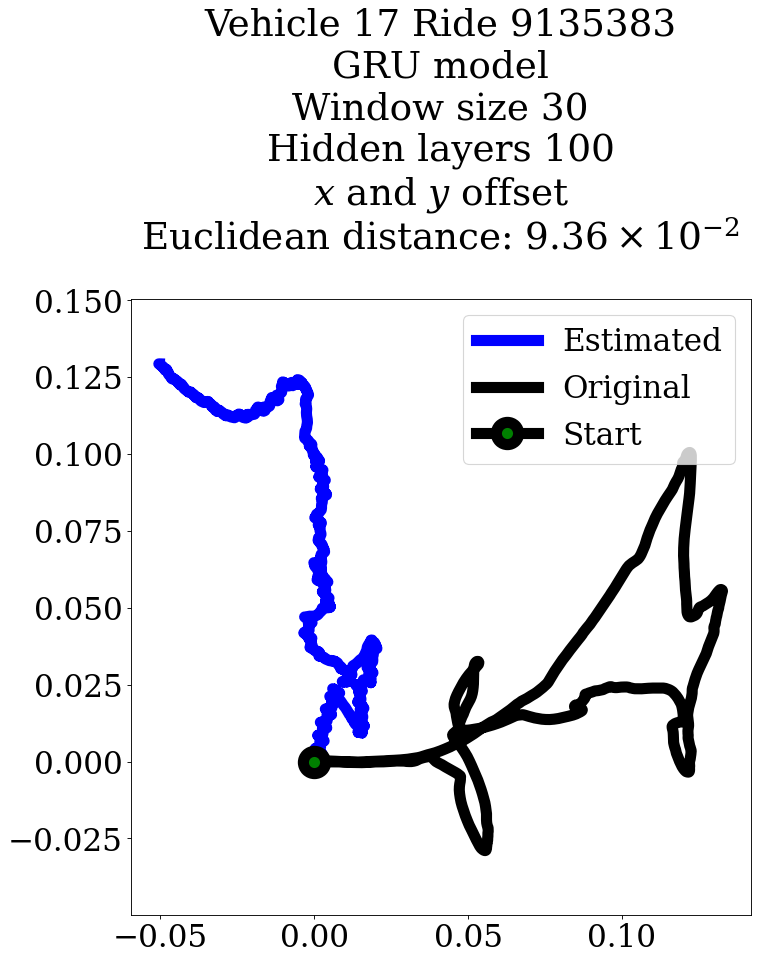 Vehicle 17 Ride 9135383
GRU model
Window size 30
Hidden layers 100
x and y offset
Euclidean distance: 9.36 × 10⁻²
0.150
0.125
0.100
0.075
0.050
0.025
0.000
−0.025
Estimated
Original
Start
−0.05 0.00 0.05 0.10